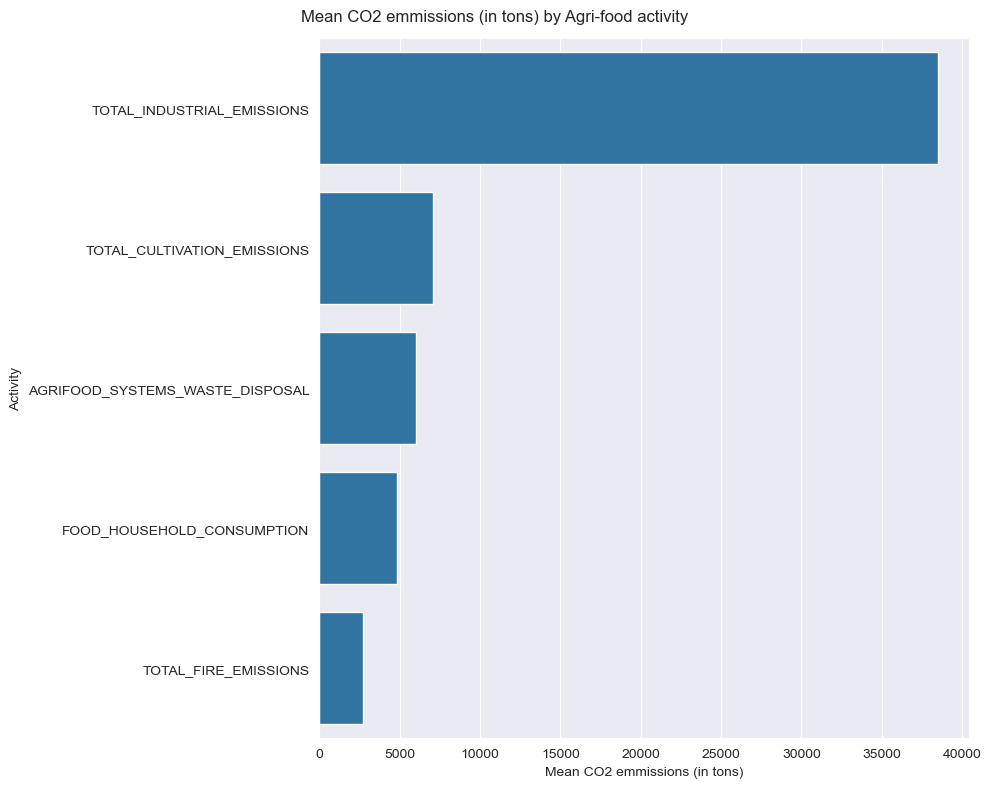 Mean CO2 emmissions (in tons) by Agri-food activity
TOTAL_INDUSTRIAL_EMISSIONS
TOTAL_CULTIVATION_EMISSIONS
AGRIFOOD_SYSTEMS_WASTE_DISPOSAL
FOOD_HOUSEHOLD_CONSUMPTION
TOTAL_FIRE_EMISSIONS
Activity
0 5000 10000 15000 20000 25000 30000 35000 40000
Mean CO2 emmissions (in tons)